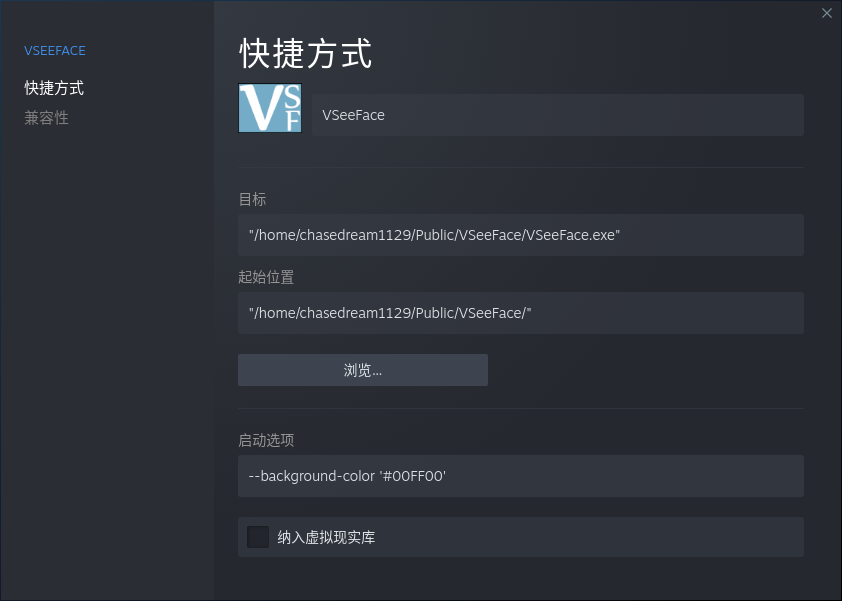 VSEEFACE
快捷方式
兼容性
快捷方式
VSF
VSeeFace
目标
"/home/chasedream1129/Public/VSeeFace/VSeeFace.exe"
起始位置
"/home/chasedream1129/Public/VSeeFace/"
浏览...
启动选项
--background-color '#00FF00'
纳入虚拟现实库